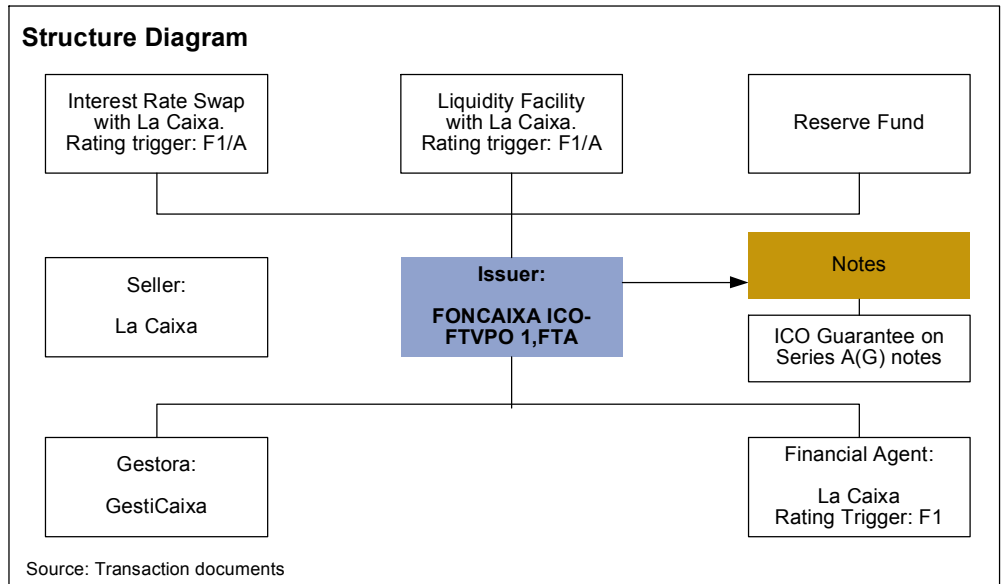 Structure Diagram
Interest Rate Swap
with La Caixa.
Rating trigger: F1/A
Liquidity Facility
with La Caixa.
Rating trigger: F1/A
Reserve Fund
Seller:
La Caixa
Issuer:
FONCAIXA ICO-
FTVPO 1,FTA
Notes
ICO Guarantee on
Series A(G) notes
Gestora:
GestiCaixa
Financial Agent:
La Caixa
Rating Trigger: F1
Source: Transaction documents